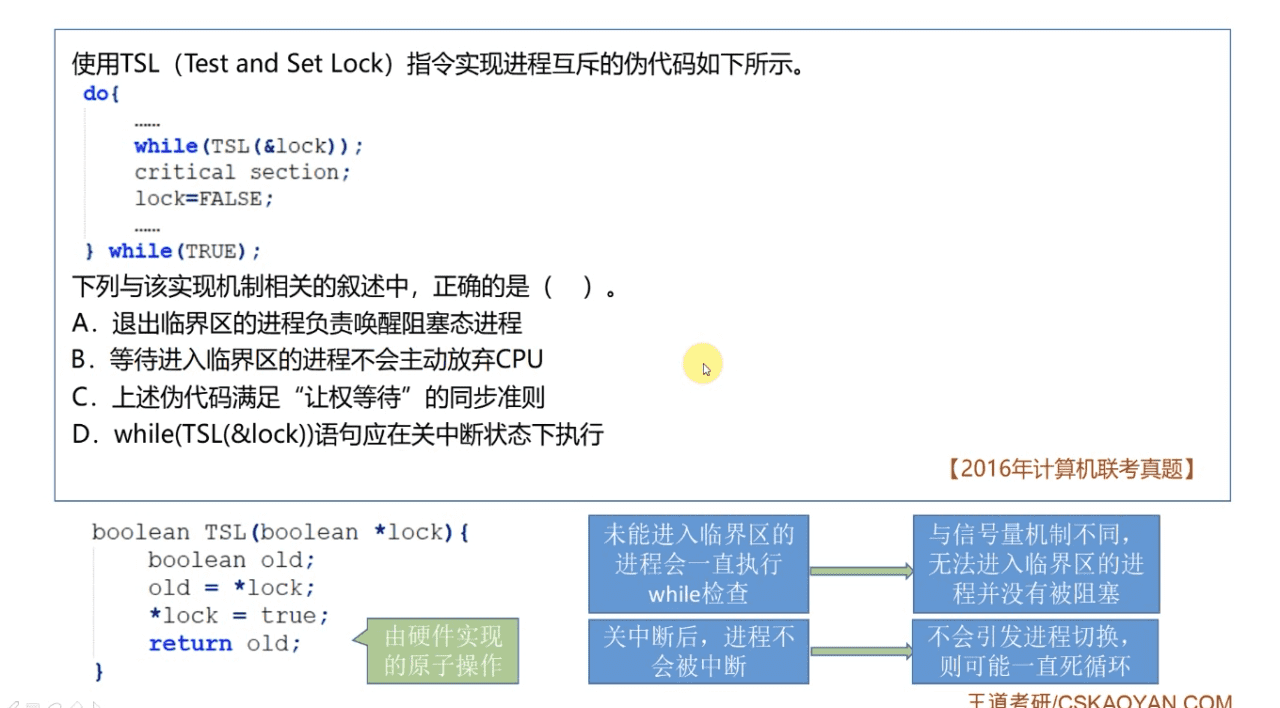 使用TSL（Test and Set Lock）指令实现进程互斥的伪代码如下所示。
do{
……
while(TSL(&lock));
critical section;
lock=FALSE;
……
} while(TRUE);
下列与该实现机制相关的叙述中，正确的是（ ）。
A．退出临界区的进程负责唤醒阻塞态进程
B．等待进入临界区的进程不会主动放弃CPU
C．上述伪代码满足“让权等待”的同步准则
D．while(TSL(&lock))语句应在关中断状态下执行
【2016年计算机联考真题】
boolean TSL(boolean *lock){
boolean old;
old = *lock;
*lock = true;
return old;
}
由硬件实现
的原子操作
未能进入临界区的
进程会一直执行
while检查
与信号量机制不同，
无法进入临界区的进
程并没有被阻塞
关中断后，进程不
会被中断
不会引发进程切换，
则可能一直死循环
王道考研/CSKAOYAN.COM